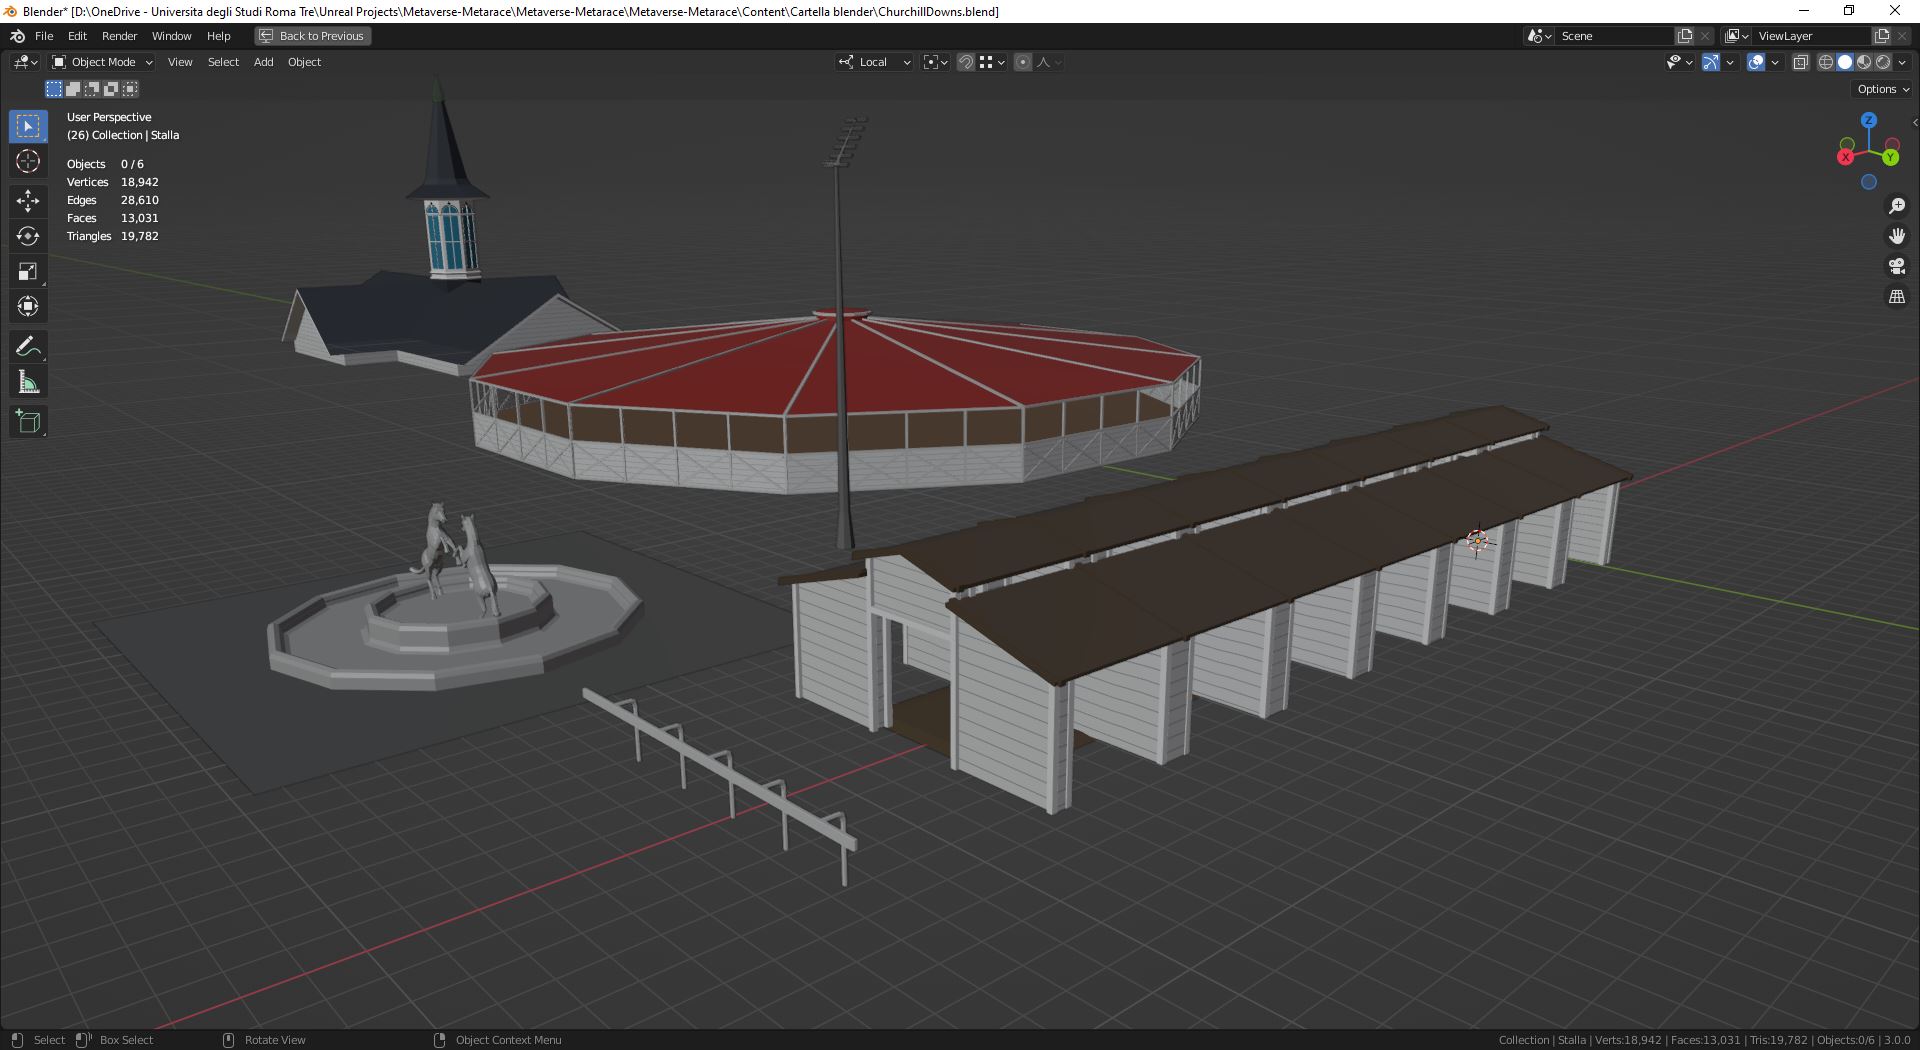 Blender* [D:\OneDrive - Universita degli Studi Roma Tre\Unreal Projects\Metaverse-Metarace\Metaverse-Metarace\Metaverse-Metarace\Content\Cartella blender\ChurchillDowns.blend]
File Edit Render Window Help Back to Previous Scene ViewLayer
Object Mode View Select Add Object Local
Options
User Perspective
(26) Collection | Stalla
Objects 0/6
Vertices 18,942
Edges 28,610
Faces 13,031
Triangles 19,782
Z
X Y
Select Box Select Rotate View Object Context Menu Collection | Stalla | Verts:18,942 | Faces:13,031 | Tris:19,782 | Objects:0/6 | 3.0.0